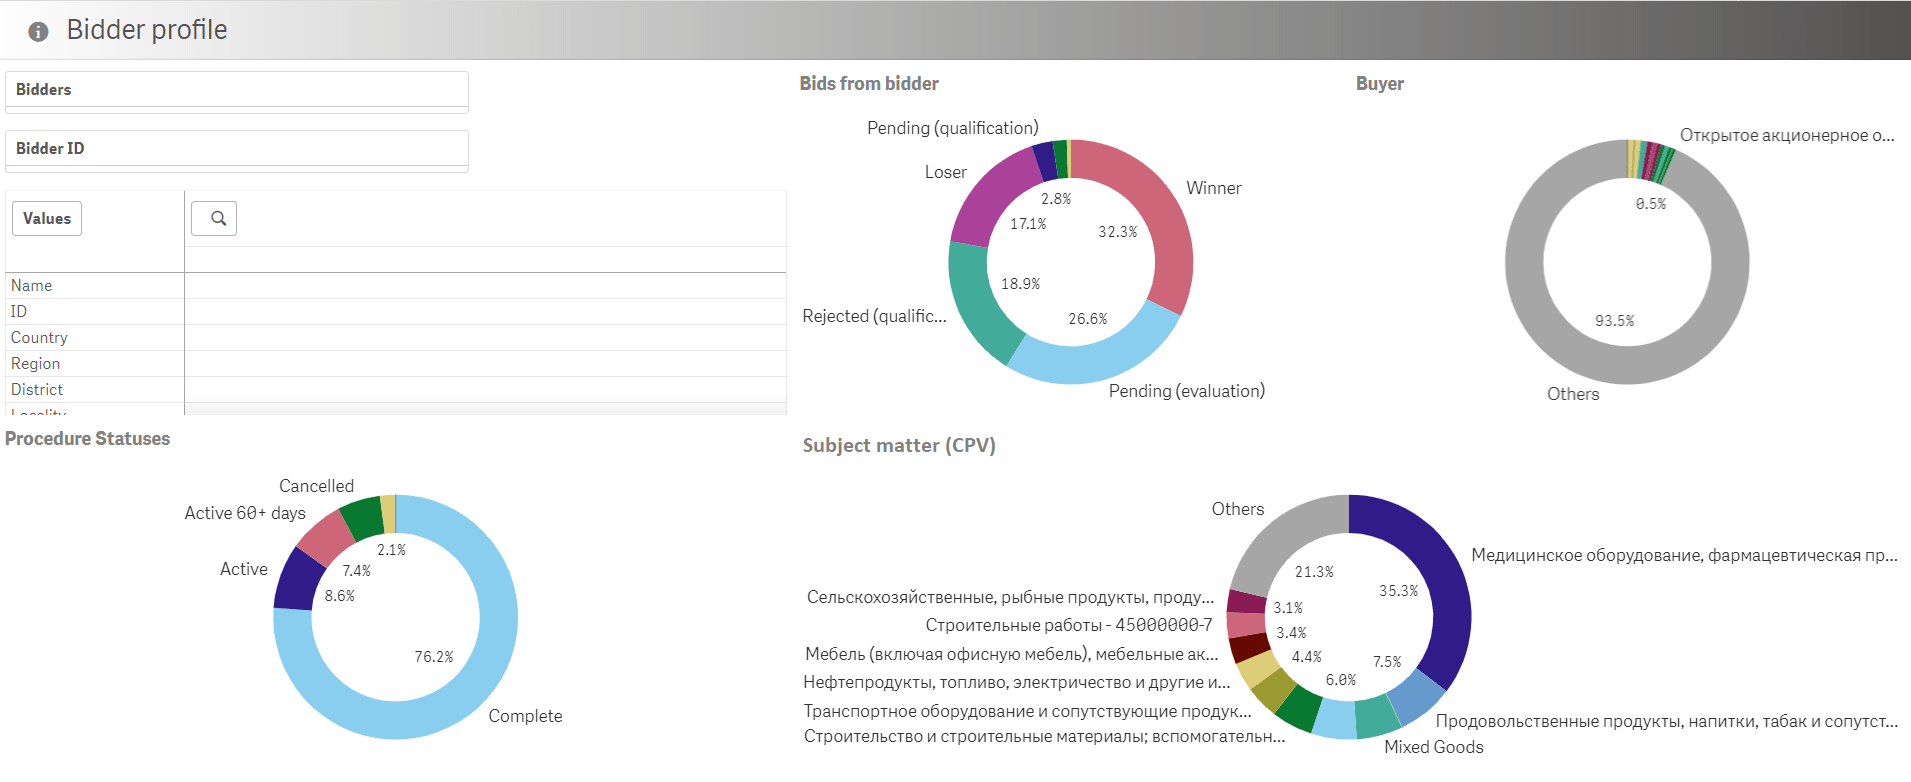 Bidder profile
Bidders
Bidder ID
Values
Name
ID
Country
Region
District
Locality
Bids from bidder
Pending (qualification)
Loser
Winner
2.8%
17.1%
32.3%
18.9%
26.6%
Rejected (qualific...
Pending (evaluation)
Buyer
Открытое акционерное о...
0.5%
93.5%
Others
Procedure Statuses
Cancelled
Active 60+ days
2.1%
Active
7.4%
8.6%
76.2%
Complete
Subject matter (CPV)
Others
Медицинское оборудование, фармацевтическая пр...
21.3%
35.3%
Сельскохозяйственные, рыбные продукты, проду...
3.1%
Строительные работы - 45000000-7
3.4%
Мебель (включая офисную мебель), мебельные ак...
4.4%
7.5%
Нефтепродукты, топливо, электричество и другие и...
6.0%
Транспортное оборудование и сопутствующие продук...
Продовольственные продукты, напитки, табак и сопутст...
Строительство и строительные материалы; вспомогательн...
Mixed Goods